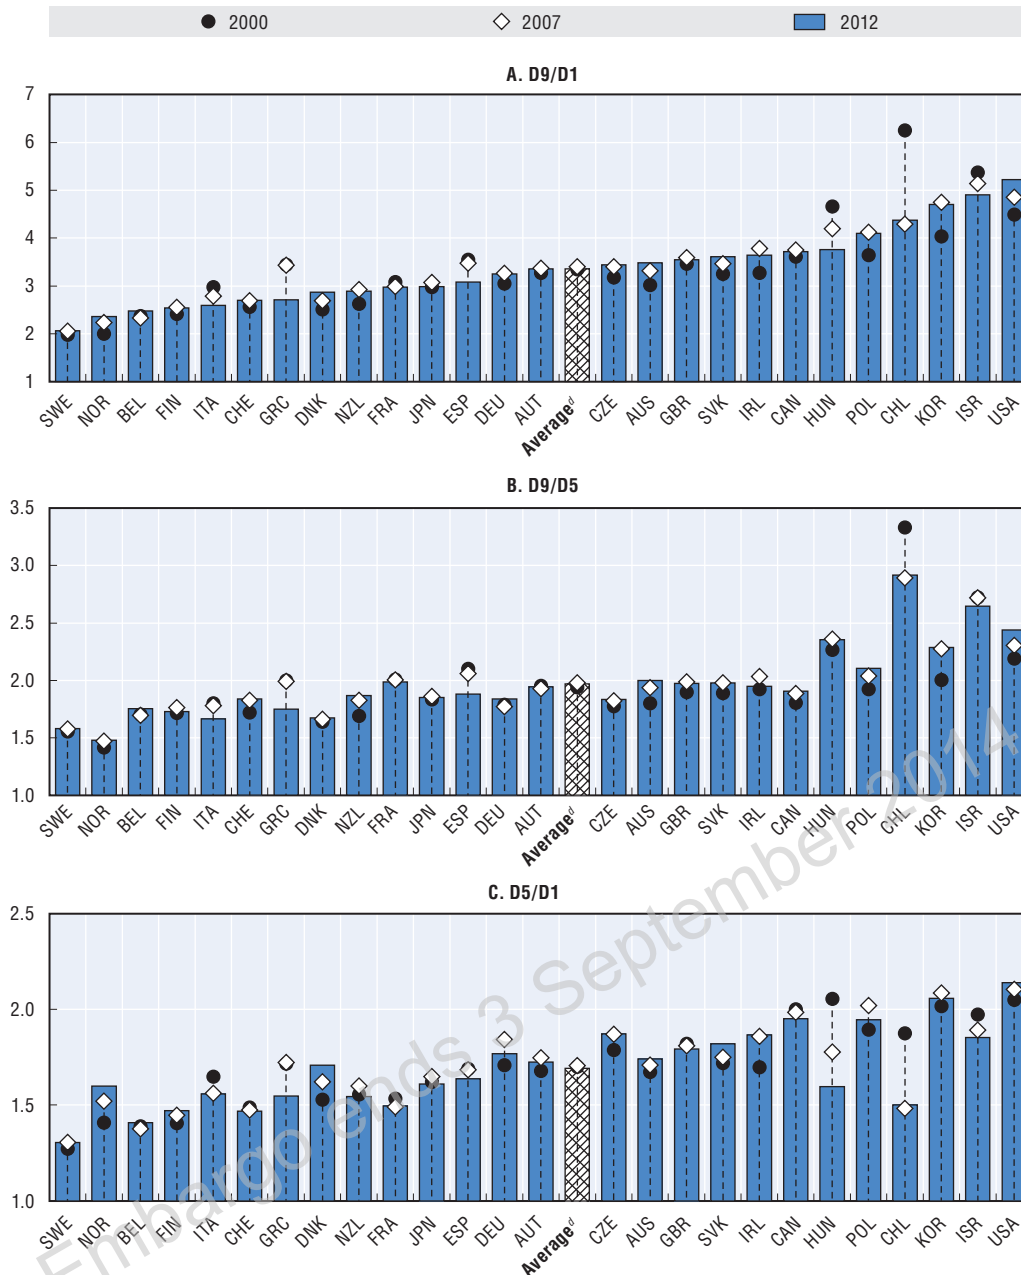 2000 2007 2012
A. D9/D1
7
6
5
4
3
2
1
SWE NOR BEL FIN ITA CHE GRC DNK NZL FRA JPN ESP DEU AUT Averageᵈ CZE AUS GBR SVK IRL CAN HUN POL CHL KOR ISR USA
B. D9/D5
3.5
3.0
2.5
2.0
1.5
1.0
SWE NOR BEL FIN ITA CHE GRC DNK NZL FRA JPN ESP DEU AUT Averageᵈ CZE AUS GBR SVK IRL CAN HUN POL CHL KOR ISR USA
C. D5/D1
2.5
2.0
1.5
1.0
SWE NOR BEL FIN ITA CHE GRC DNK NZL FRA JPN ESP DEU AUT Averageᵈ CZE AUS GBR SVK IRL CAN HUN POL CHL KOR ISR USA
Embargo ends 3 September 2014